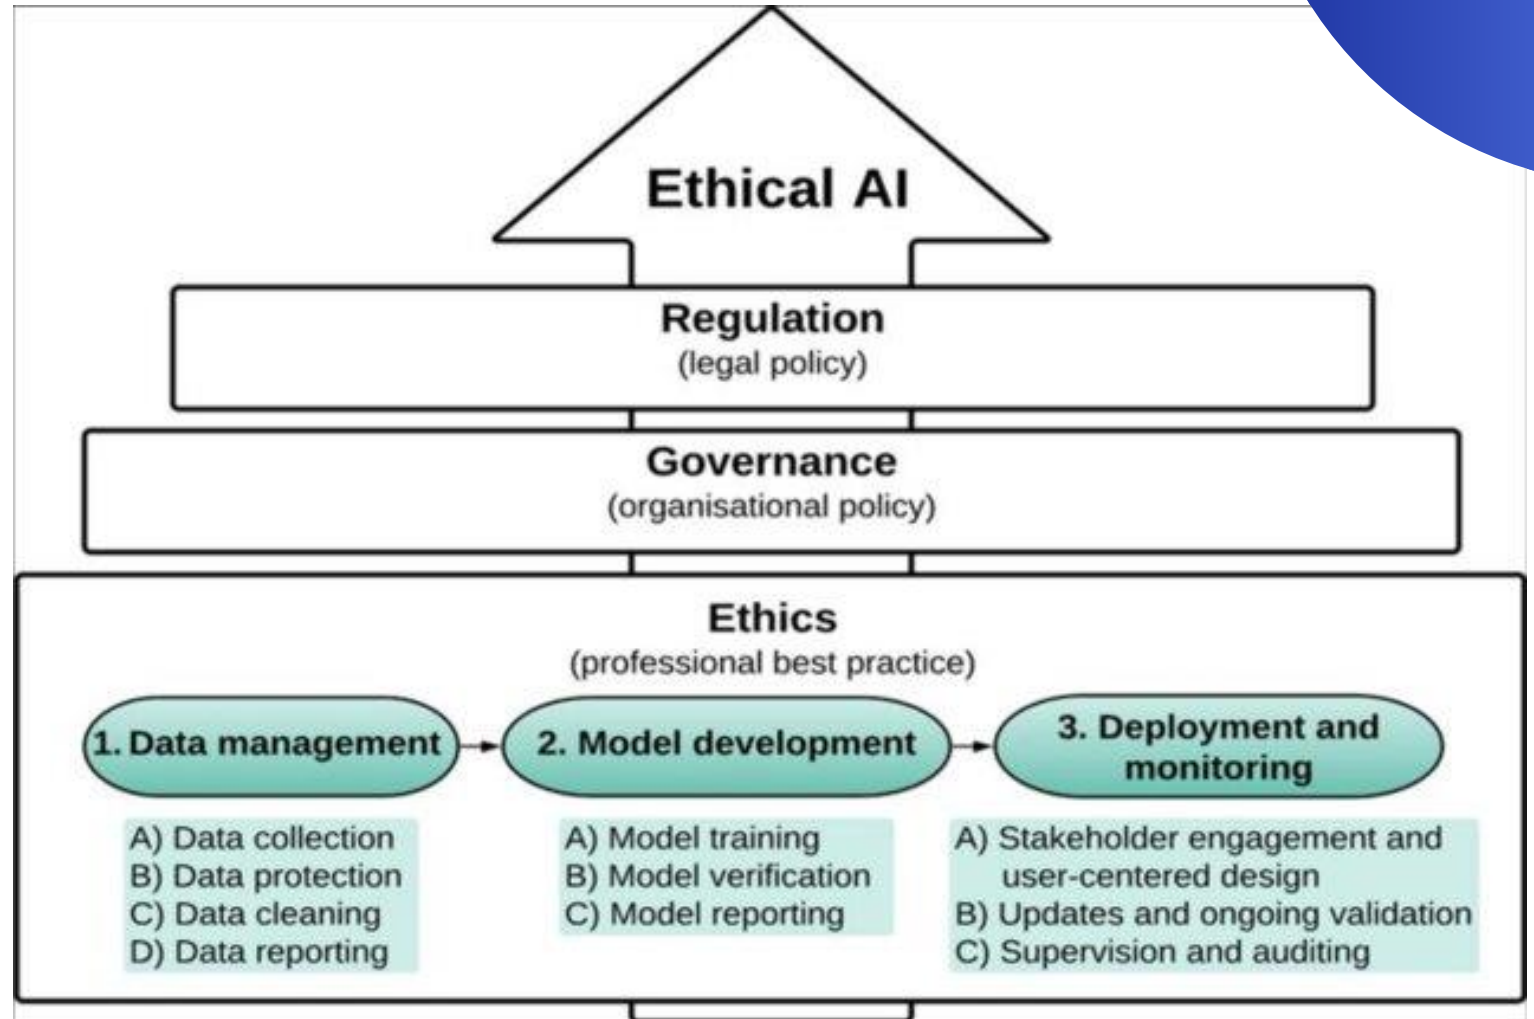 Ethical AI
Regulation
(legal policy)
Governance
(organisational policy)
Ethics
(professional best practice)
1. Data management
2. Model development
3. Deployment and
monitoring
A) Data collection
B) Data protection
C) Data cleaning
D) Data reporting
A) Model training
B) Model verification
C) Model reporting
A) Stakeholder engagement and
user-centered design
B) Updates and ongoing validation
C) Supervision and auditing